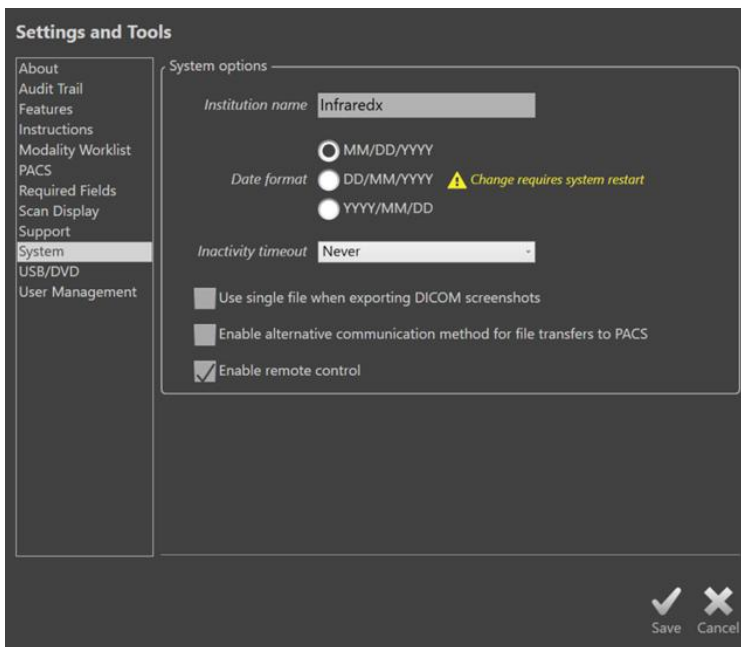 Settings and Tools
About
Audit Trail
Features
Instructions
Modality Worklist
PACS
Required Fields
Scan Display
Support
System
USB/DVD
User Management
System options
Institution name Infraredx
MM/DD/YYYY
Date format DD/MM/YYYY Change requires system restart
YYYY/MM/DD
Inactivity timeout Never
Use single file when exporting DICOM screenshots
Enable alternative communication method for file transfers to PACS
Enable remote control
Save Cancel